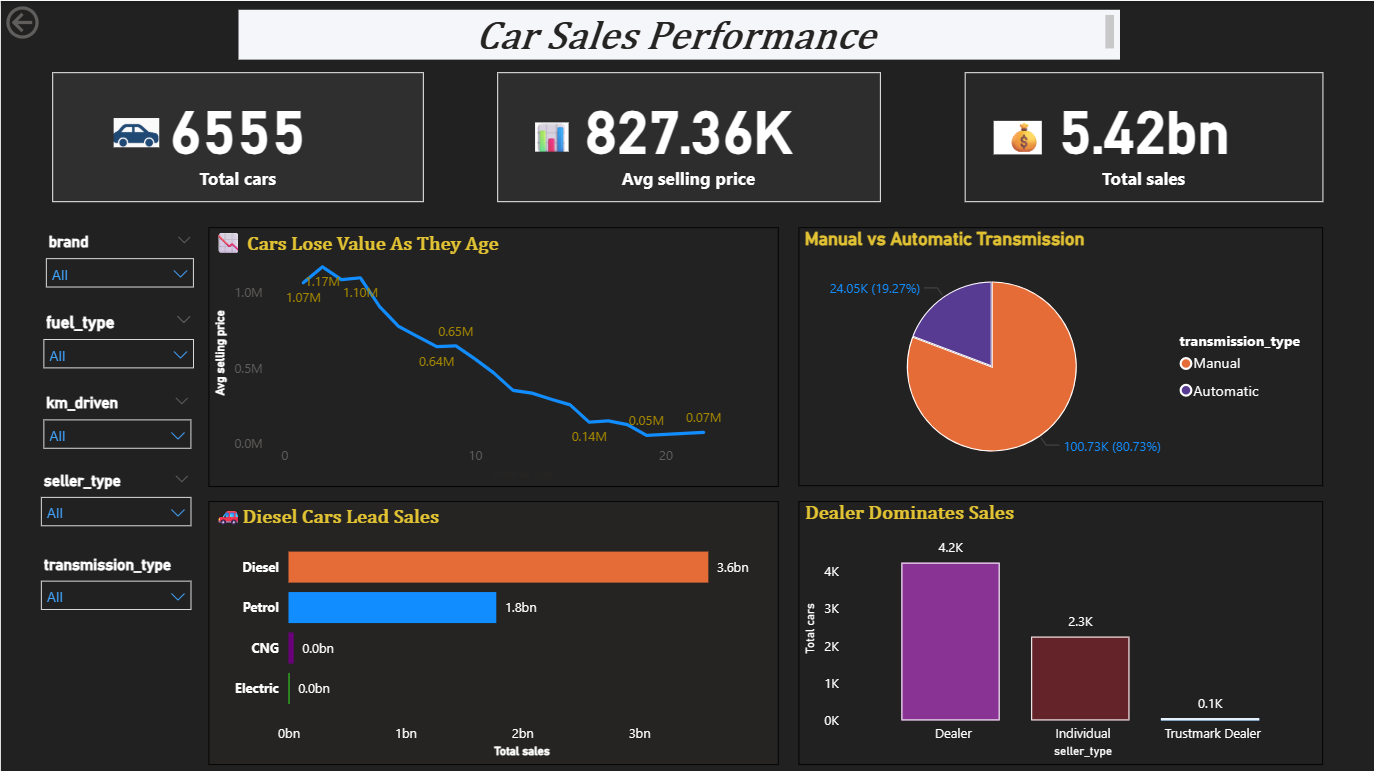 Car Sales Performance
6555
Total cars
827.36K
Avg selling price
5.42bn
Total sales
brand
All
fuel_type
All
km_driven
All
seller_type
All
transmission_type
All
Cars Lose Value As They Age
Avg selling price
1.0M
0.5M
0.0M
1.07M
1.17M
1.10M
0.64M
0.65M
0.14M
0.05M
0.07M
0
10
20
Manual vs Automatic Transmission
24.05K (19.27%)
100.73K (80.73%)
transmission_type
Manual
Automatic
Diesel Cars Lead Sales
Diesel
3.6bn
Petrol
1.8bn
CNG
0.0bn
Electric
0.0bn
0bn
1bn
2bn
3bn
Total sales
Dealer Dominates Sales
Total cars
4K
3K
2K
1K
0K
4.2K
2.3K
0.1K
Dealer
Individual
Trustmark Dealer
seller_type